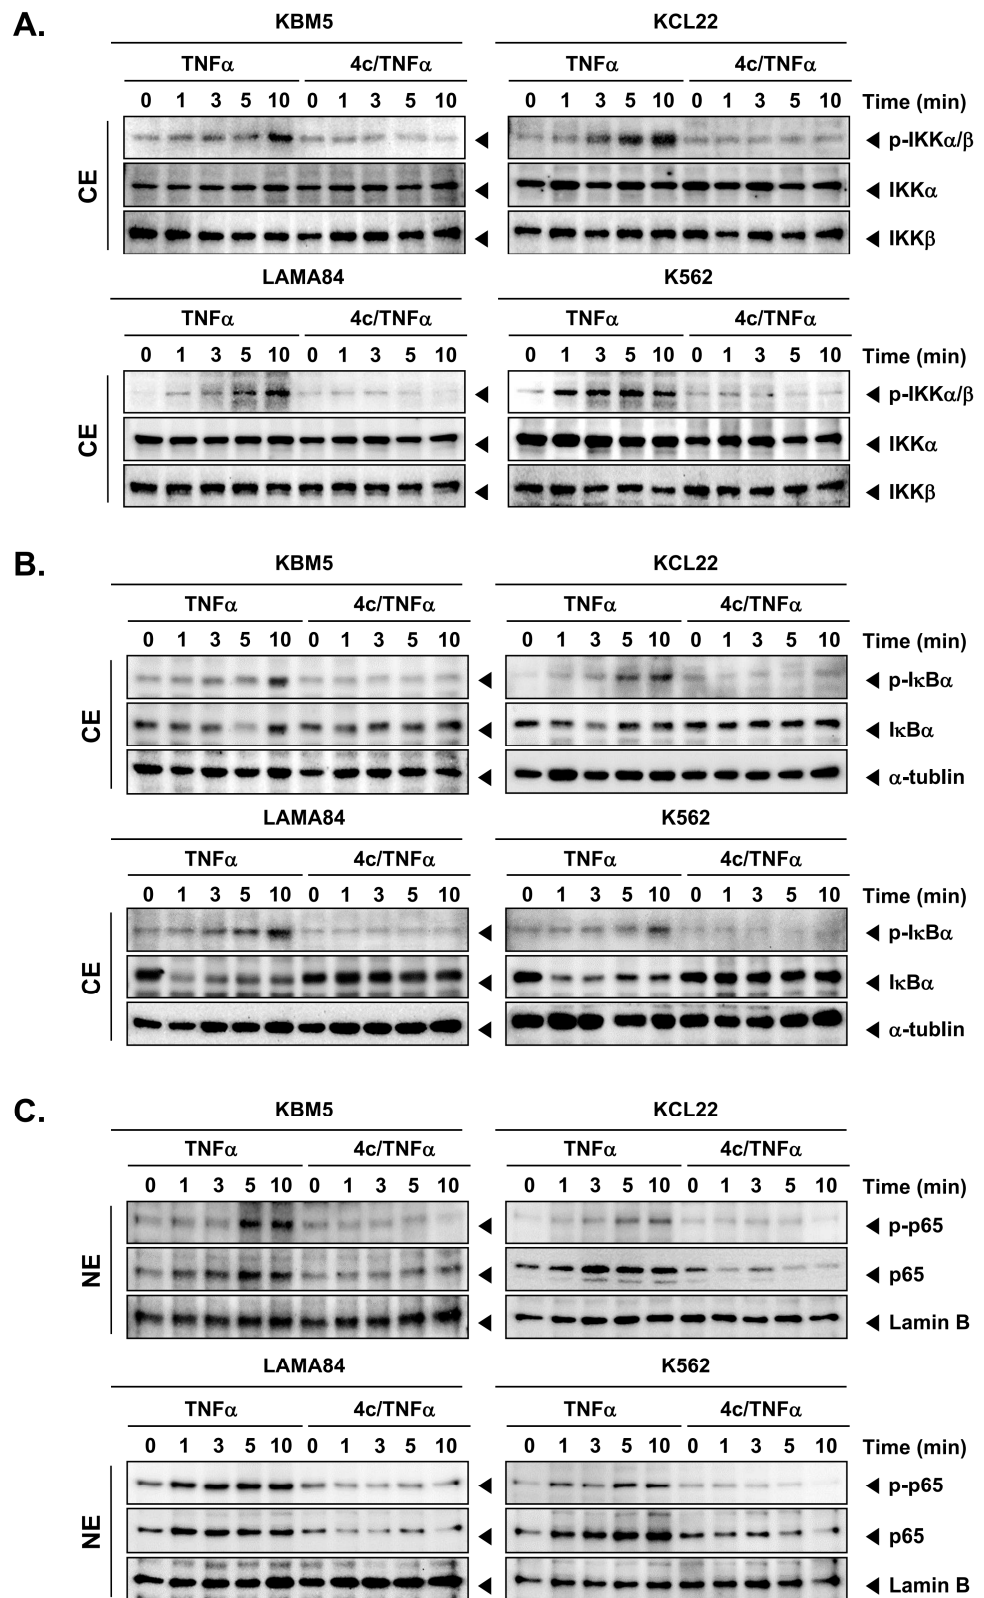 A.
KBM5 KCL22
TNFα 4c/TNFα TNFα 4c/TNFα
0 1 3 5 10 0 1 3 5 10 0 1 3 5 10 0 1 3 5 10 Time (min)
p-IKKα/β
CE
IKKα
IKKβ
LAMA84 K562
TNFα 4c/TNFα TNFα 4c/TNFα
0 1 3 5 10 0 1 3 5 10 0 1 3 5 10 0 1 3 5 10 Time (min)
p-IKKα/β
CE
IKKα
IKKβ
B.
KBM5 KCL22
TNFα 4c/TNFα TNFα 4c/TNFα
0 1 3 5 10 0 1 3 5 10 0 1 3 5 10 0 1 3 5 10 Time (min)
p-IκBα
CE
IκBα
α-tublin
LAMA84 K562
TNFα 4c/TNFα TNFα 4c/TNFα
0 1 3 5 10 0 1 3 5 10 0 1 3 5 10 0 1 3 5 10 Time (min)
p-IκBα
CE
IκBα
α-tublin
C.
KBM5 KCL22
TNFα 4c/TNFα TNFα 4c/TNFα
0 1 3 5 10 0 1 3 5 10 0 1 3 5 10 0 1 3 5 10 Time (min)
p-p65
NE
p65
Lamin B
LAMA84 K562
TNFα 4c/TNFα TNFα 4c/TNFα
0 1 3 5 10 0 1 3 5 10 0 1 3 5 10 0 1 3 5 10 Time (min)
p-p65
NE
p65
Lamin B